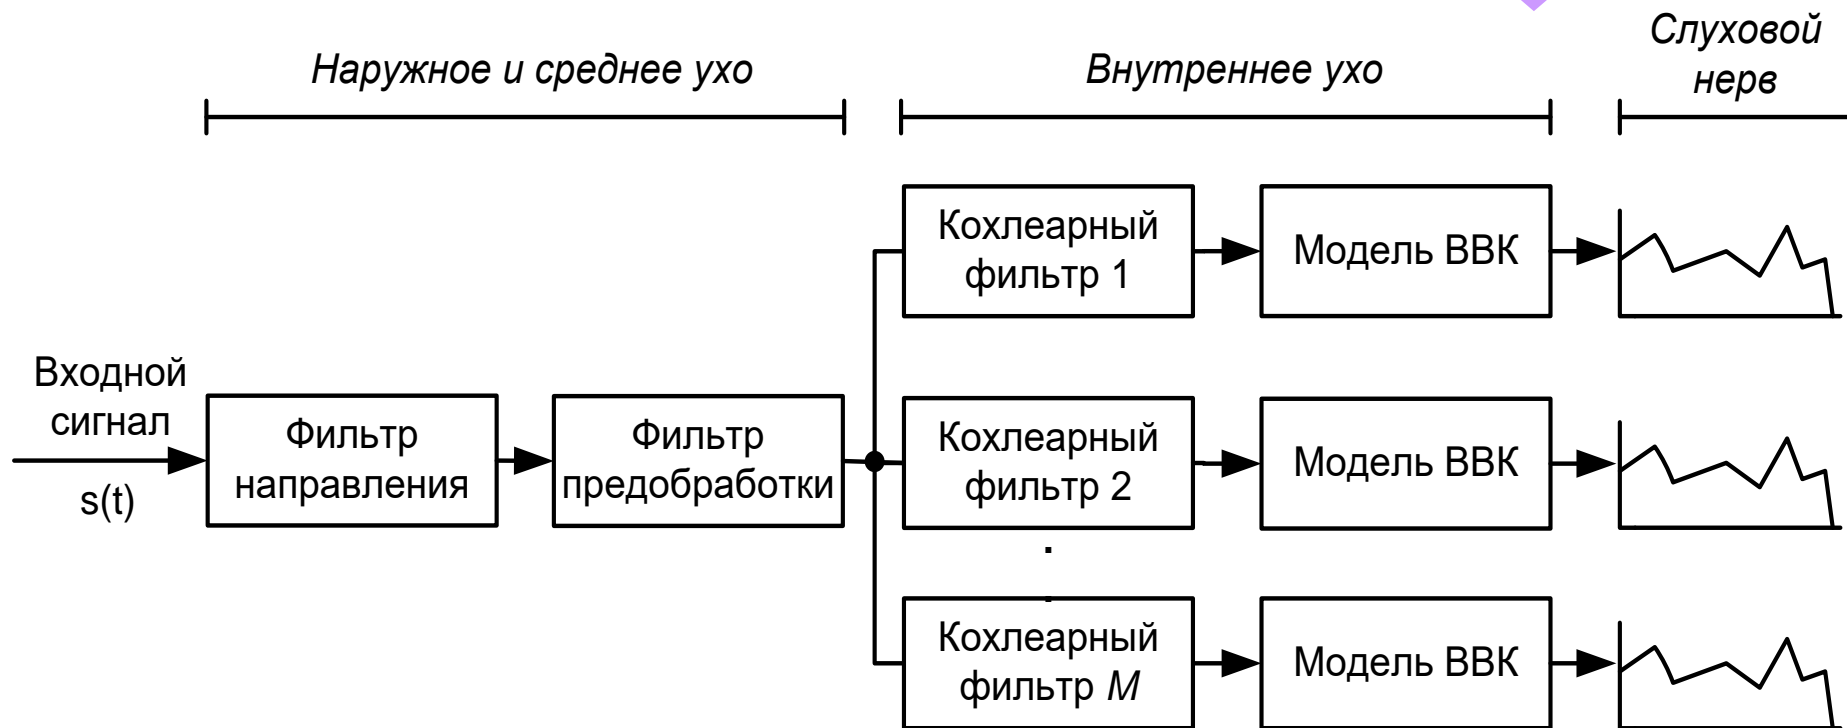 Наружное и среднее ухо
Внутреннее ухо
Слуховой
нерв
Кохлеарный
фильтр 1
Модель ВВК
Входной
сигнал
s(t)
Фильтр
направления
Фильтр
предобработки
Кохлеарный
фильтр 2
Модель ВВК
.
.
Кохлеарный
фильтр M
Модель ВВК